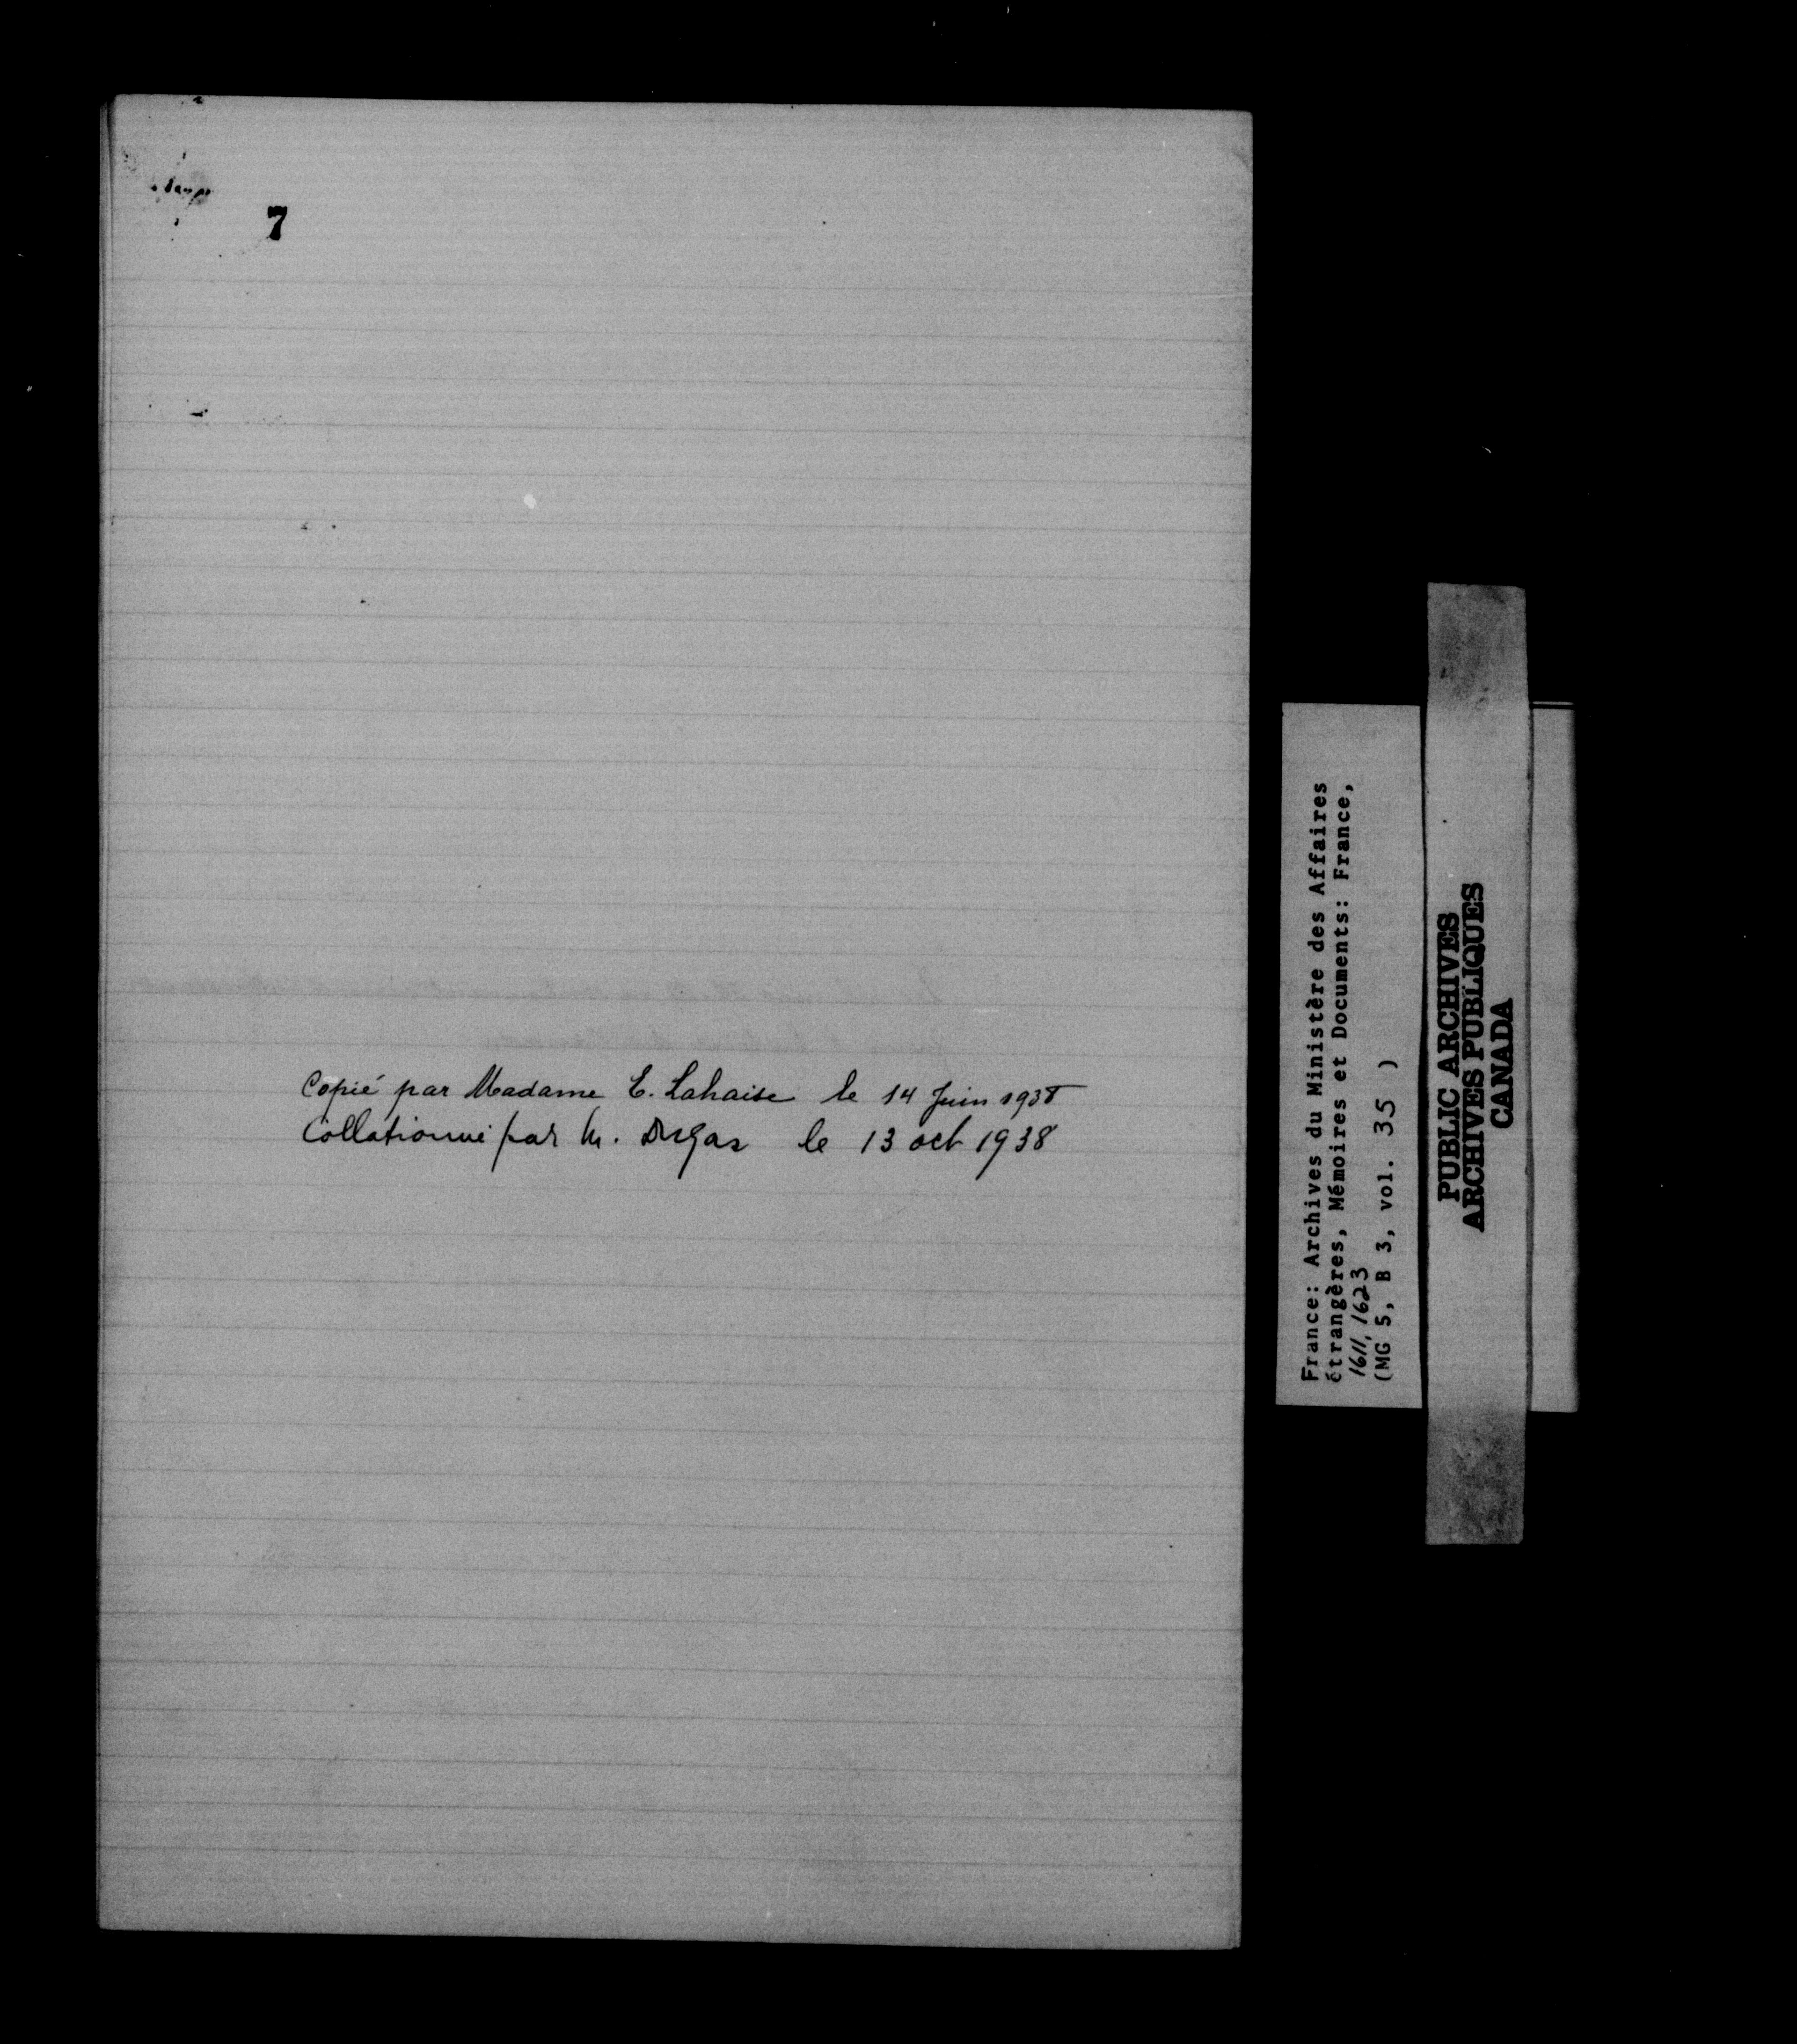 7
Copié par Madame E. Lahaise le 14 Juin 1938
Collationné par M. Dugas le 13 oct 1938
France: Archives du Ministère des Affaires
étrangères, Mémoires et Documents: France,
1611, 1623
(MG 5, B 3, vol. 35 )
PUBLIC ARCHIVES
ARCHIVES PUBLIQUES
CANADA